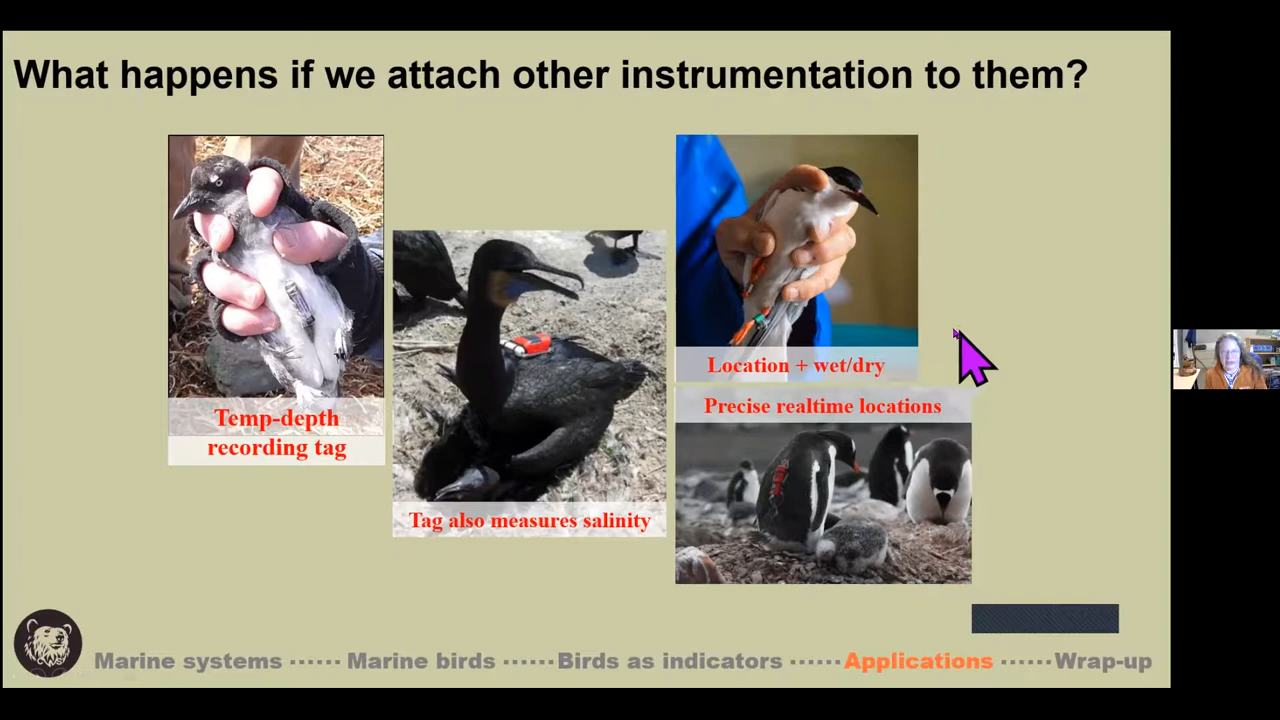 What happens if we attach other instrumentation to them?
Temp-depth
recording tag
Tag also measures salinity
Location + wet/dry
Precise realtime locations
Marine systems ······ Marine birds ······ Birds as indicators ······ Applications ······ Wrap-up